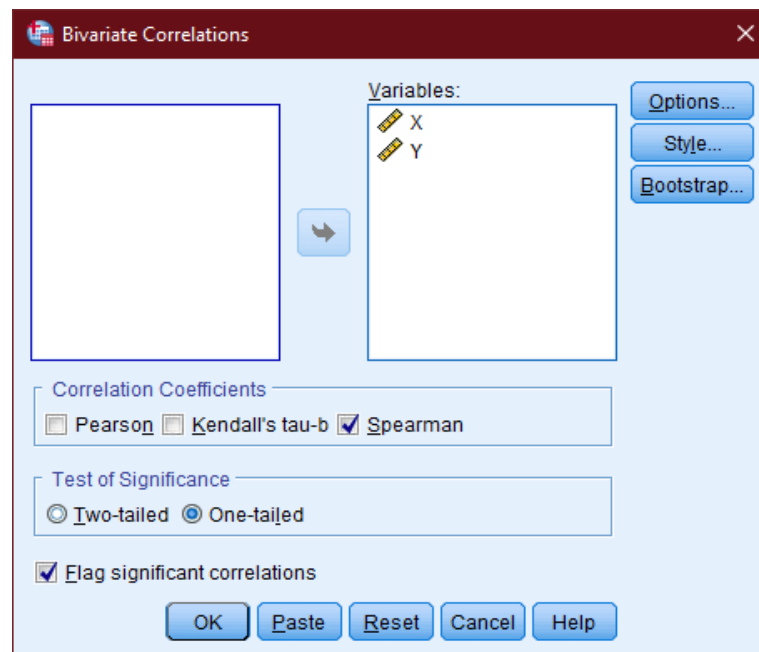 Bivariate Correlations
Variables:
X
Y
Options...
Style...
Bootstrap...
Correlation Coefficients
Pearson Kendall's tau-b Spearman
Test of Significance
Two-tailed One-tailed
Flag significant correlations
OK Paste Reset Cancel Help